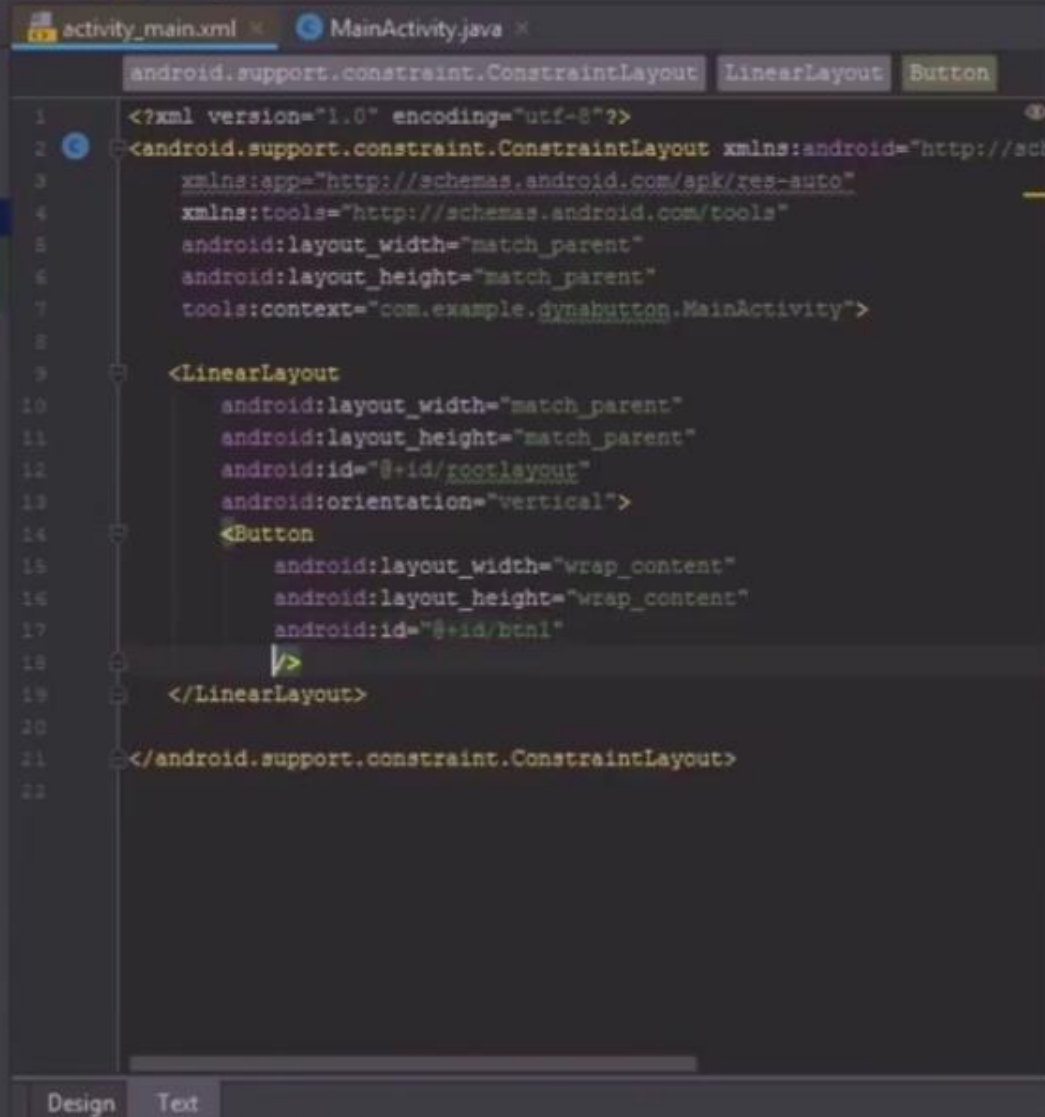 activity_main.xml MainActivity.java
android.support.constraint.ConstraintLayout LinearLayout Button
1 <?xml version="1.0" encoding="utf-8"?>
2 <android.support.constraint.ConstraintLayout xmlns:android="http://sch
3 xmlns:app="http://schemas.android.com/apk/res-auto"
4 xmlns:tools="http://schemas.android.com/tools"
5 android:layout_width="match_parent"
6 android:layout_height="match_parent"
7 tools:context="com.example.dynabutton.MainActivity">
8
9 <LinearLayout
10 android:layout_width="match_parent"
11 android:layout_height="match_parent"
12 android:id="@+id/rootlayout"
13 android:orientation="vertical">
14 <Button
15 android:layout_width="wrap_content"
16 android:layout_height="wrap_content"
17 android:id="@+id/btn1"
18 />
19 </LinearLayout>
20
21 </android.support.constraint.ConstraintLayout>
22
Design Text